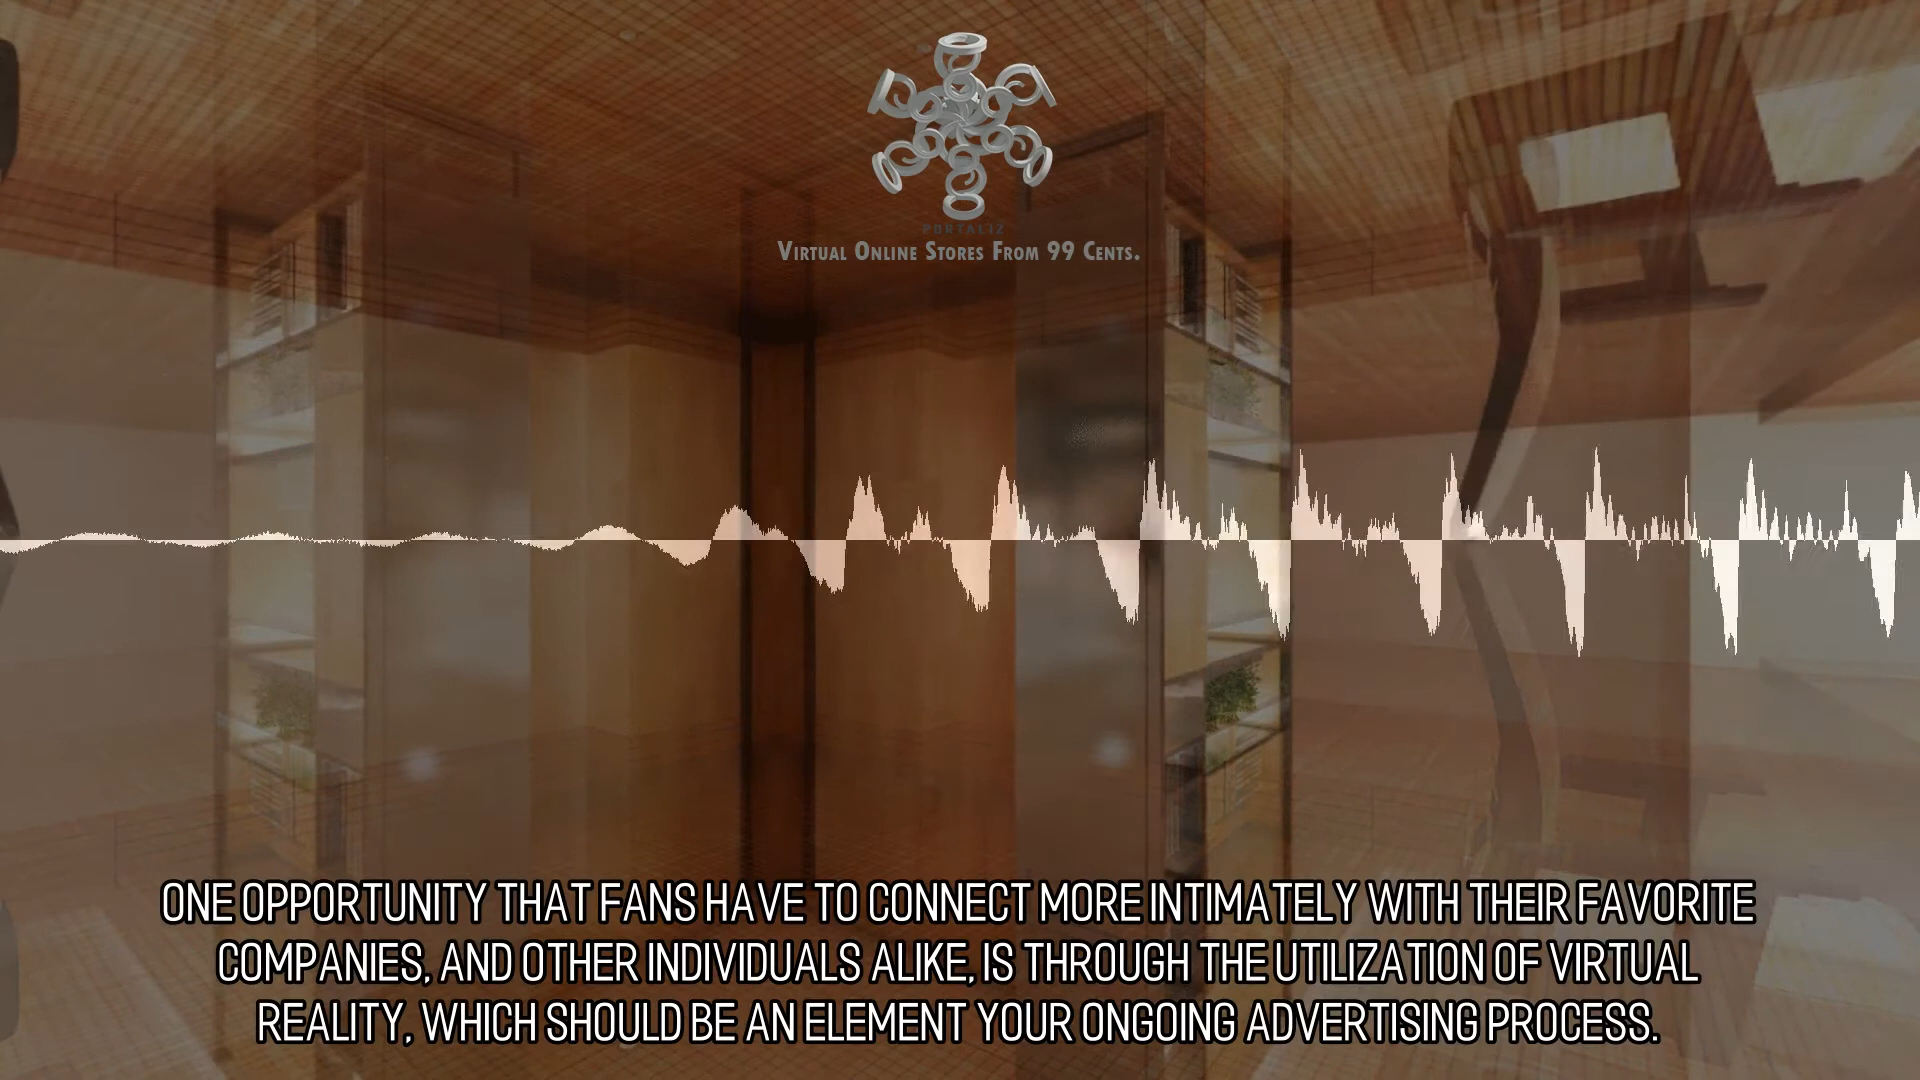 PORTALIZ
Virtual Online Stores From 99 Cents.
ONE OPPORTUNITY THAT FANS HAVE TO CONNECT MORE INTIMATELY WITH THEIR FAVORITE
COMPANIES, AND OTHER INDIVIDUALS ALIKE, IS THROUGH THE UTILIZATION OF VIRTUAL
REALITY, WHICH SHOULD BE AN ELEMENT YOUR ONGOING ADVERTISING PROCESS.